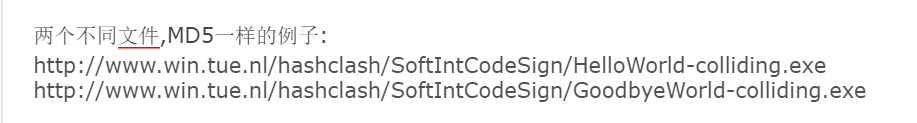 两个不同文件,MD5一样的例子:
http://www.win.tue.nl/hashclash/SoftIntCodeSign/HelloWorld-colliding.exe
http://www.win.tue.nl/hashclash/SoftIntCodeSign/GoodbyeWorld-colliding.exe